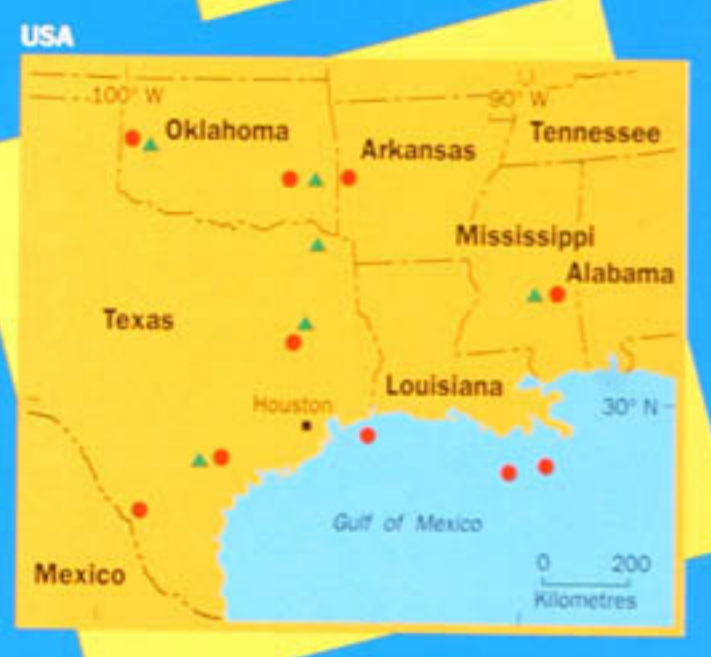 USA
100° W
90° W
Oklahoma
Arkansas
Tennessee
Mississippi
Alabama
Texas
Louisiana
Houston
30° N
Gulf of Mexico
0 200
Kilometres
Mexico